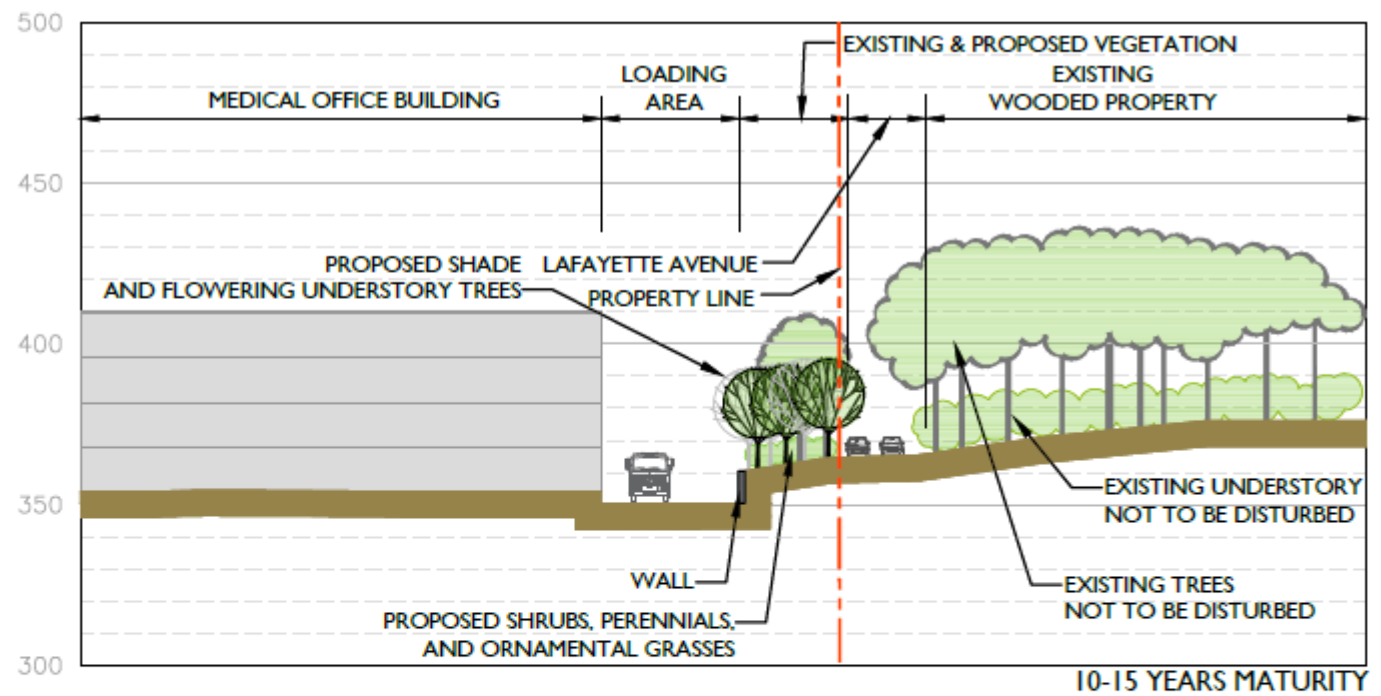 500
EXISTING & PROPOSED VEGETATION
LOADING
AREA
EXISTING
WOODED PROPERTY
MEDICAL OFFICE BUILDING
450
PROPOSED SHADE
AND FLOWERING UNDERSTORY TREES
LAFAYETTE AVENUE
PROPERTY LINE
400
350
EXISTING UNDERSTORY
NOT TO BE DISTURBED
WALL
EXISTING TREES
NOT TO BE DISTURBED
PROPOSED SHRUBS, PERENNIALS,
AND ORNAMENTAL GRASSES
300
10-15 YEARS MATURITY